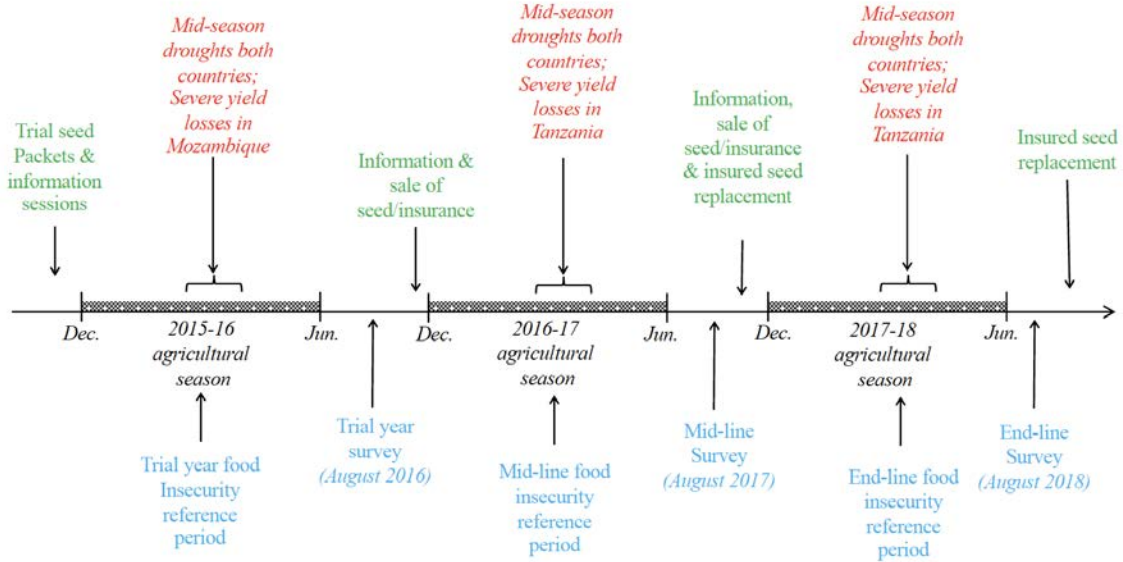 Mid-season
droughts both
countries;
Severe yield
losses in
Mozambique
Mid-season
droughts both
countries;
Severe yield
losses in
Tanzania
Mid-season
droughts both
countries;
Severe yield
losses in
Tanzania
Trial seed
Packets &
information
sessions
Information &
sale of
seed/insurance
Information,
sale of
seed/insurance
& insured seed
replacement
Insured seed
replacement
Dec.
2015-16
agricultural
season
Jun.
Dec.
2016-17
agricultural
season
Jun.
Dec.
2017-18
agricultural
season
Jun.
Trial year food
Insecurity
reference
period
Trial year
survey
(August 2016)
Mid-line food
insecurity
reference
period
Mid-line
Survey
(August 2017)
End-line food
insecurity
reference
period
End-line
Survey
(August 2018)